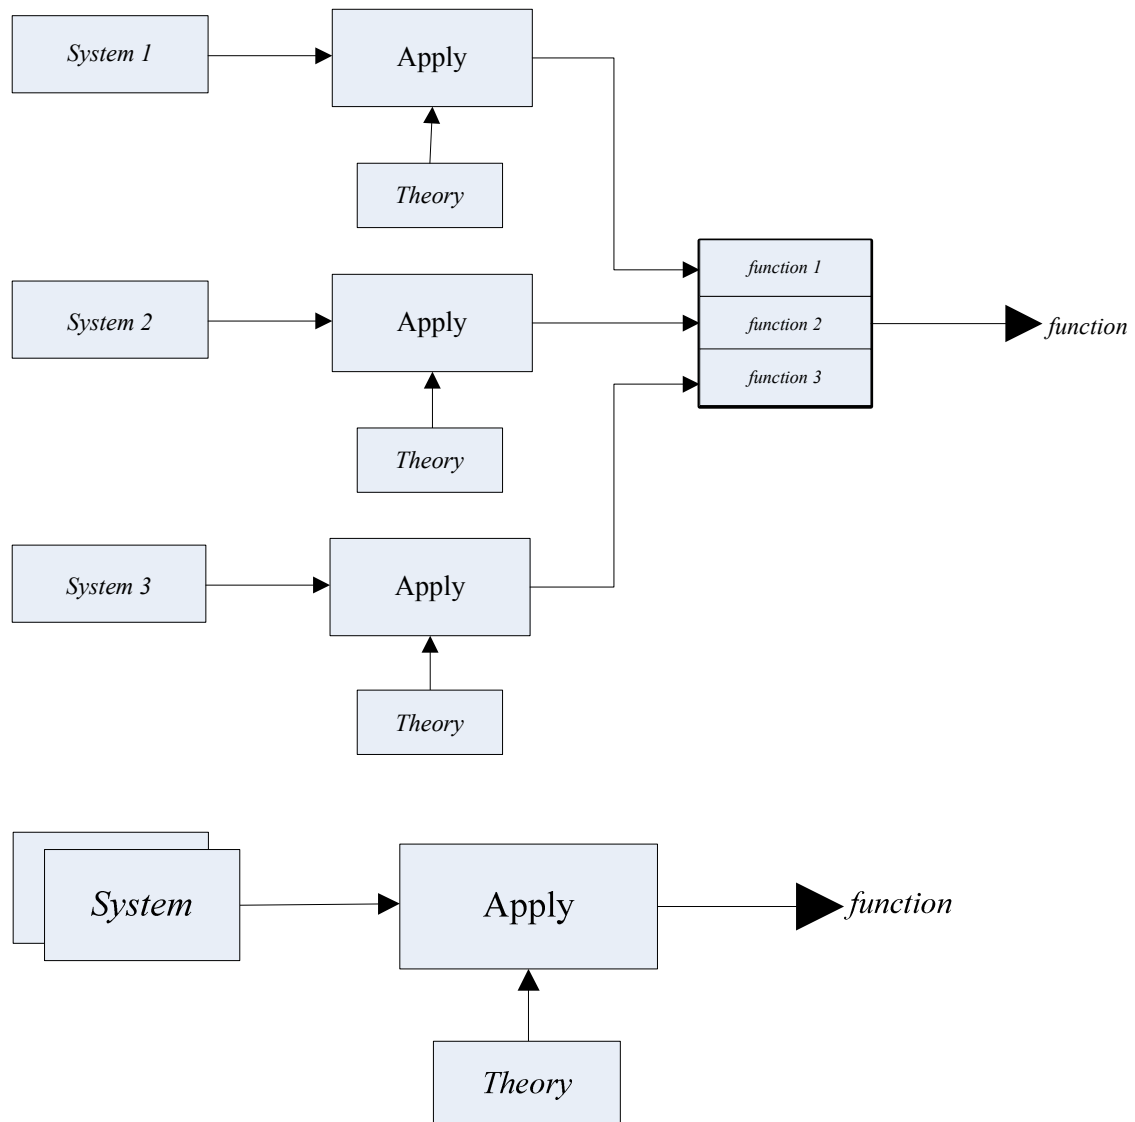 System 1
Apply
Theory
function 1
System 2
Apply
function 2
function
function 3
Theory
System 3
Apply
Theory
System
Apply
function
Theory